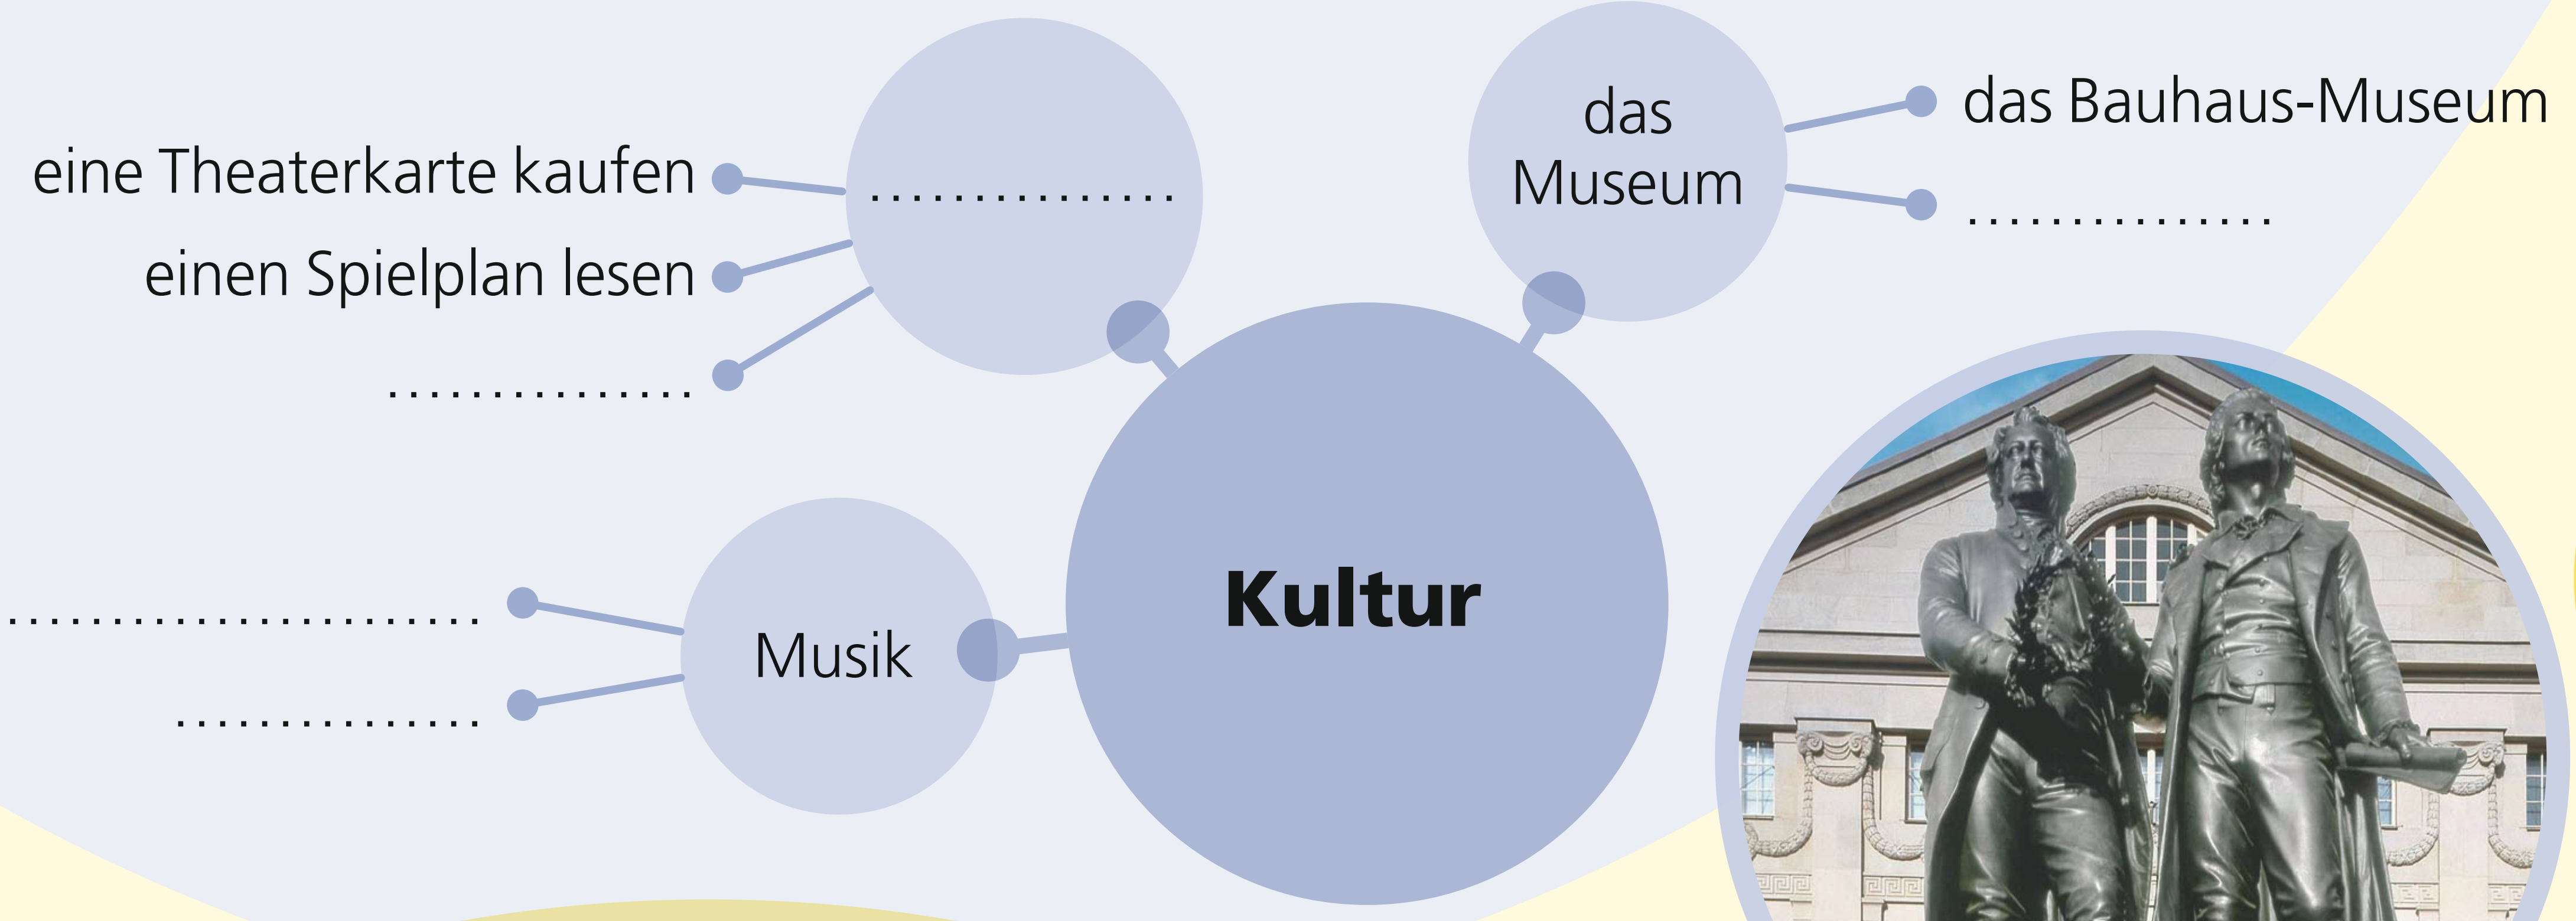 eine Theaterkarte kaufen
einen Spielplan lesen
...............
...............
das
Museum
das Bauhaus-Museum
...............
.......................
...............
Musik
Kultur